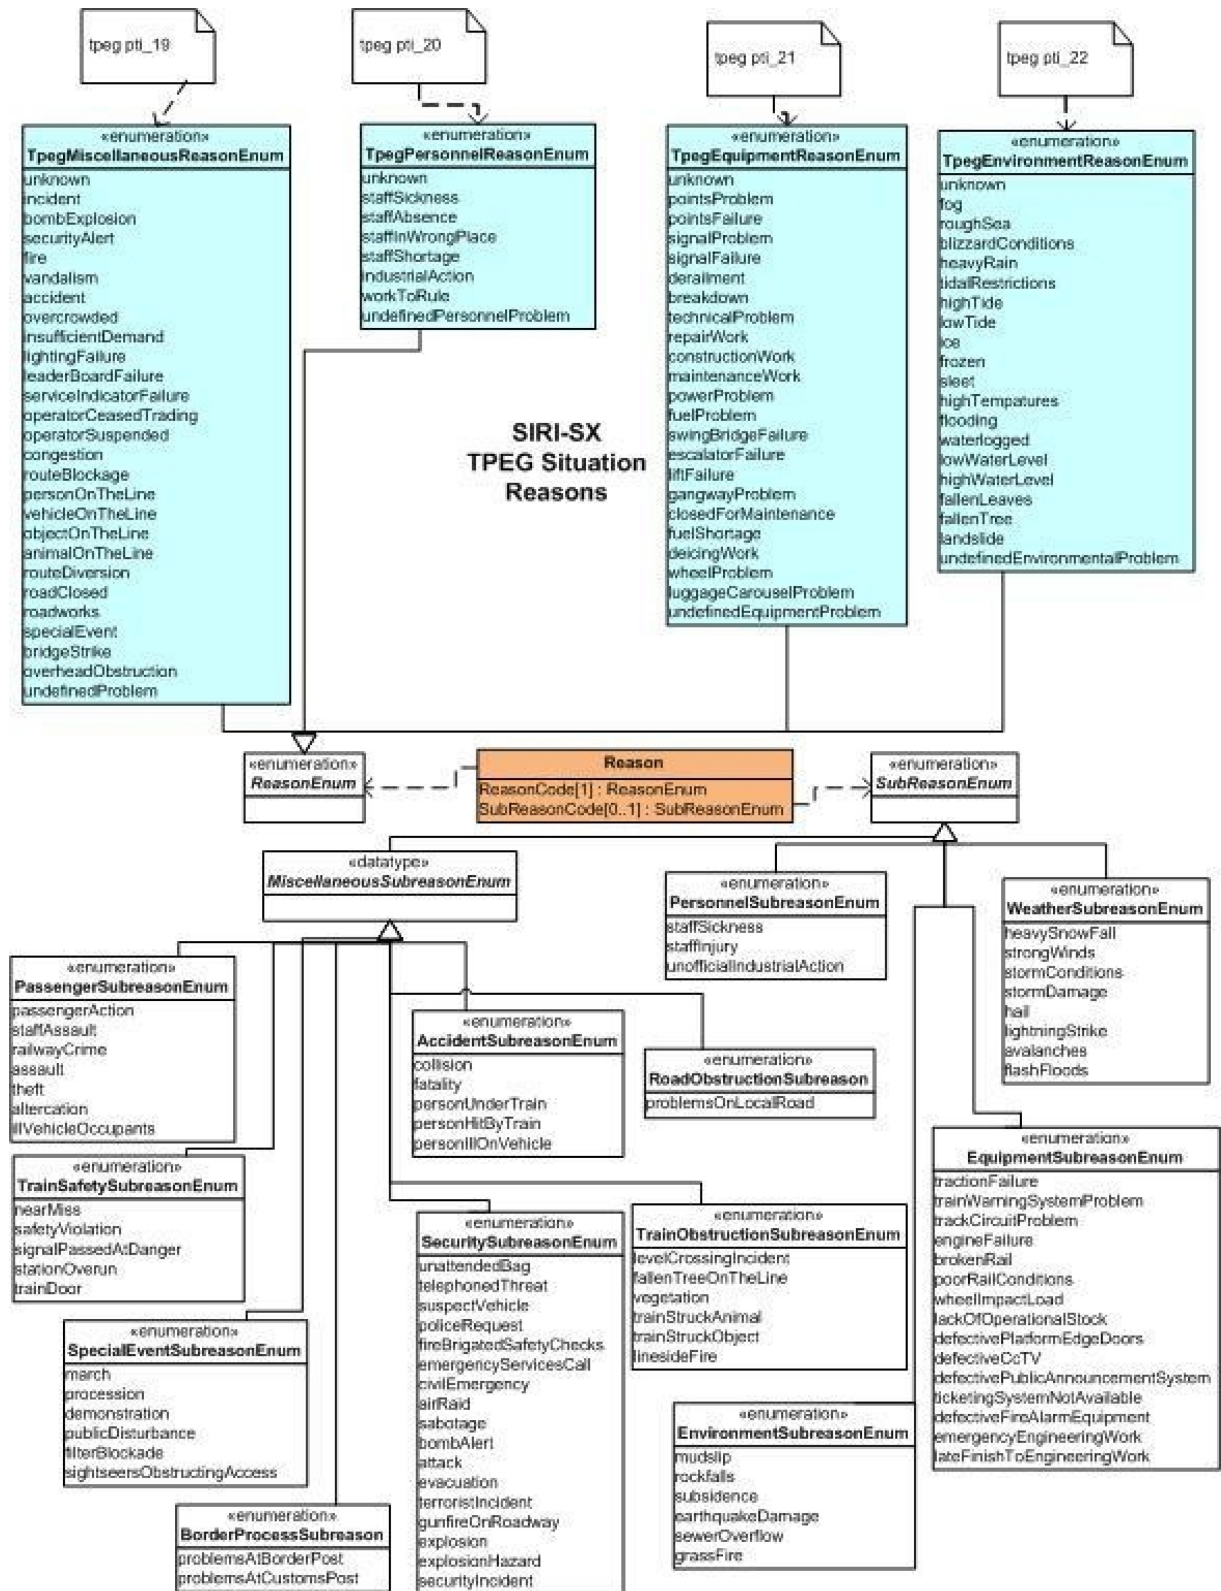 tpeg pti_19
tpeg pti_20
tpeg pti_21
tpeg pti_22
«enumeration»
TpegMiscellaneousReasonEnum
unknown
incident
bombExplosion
securityAlert
fire
vandalism
accident
overcrowded
insufficientDemand
lightingFailure
leaderBoardFailure
serviceIndicatorFailure
operatorCeasedTrading
operatorSuspended
congestion
routeBlockage
personOnTheLine
vehicleOnTheLine
objectOnTheLine
animalOnTheLine
routeDiversion
roadClosed
roadworks
specialEvent
bridgeStrike
overheadObstruction
undefinedProblem
«enumeration»
TpegPersonnelReasonEnum
unknown
staffSickness
staffAbsence
staffInWrongPlace
staffShortage
industrialAction
workToRule
undefinedPersonnelProblem
«enumeration»
TpegEquipmentReasonEnum
unknown
pointsProblem
pointsFailure
signalProblem
signalFailure
derailment
breakdown
technicalProblem
repairWork
constructionWork
maintenanceWork
powerProblem
fuelProblem
swingBridgeFailure
escalatorFailure
liftFailure
gangwayProblem
closedForMaintenance
fuelShortage
deicingWork
wheelProblem
luggageCarouselProblem
undefinedEquipmentProblem
«enumeration»
TpegEnvironmentReasonEnum
unknown
fog
roughSea
blizzardConditions
heavyRain
tidalRestrictions
highTide
lowTide
ice
frozen
sleet
highTempatures
flooding
waterlogged
lowWaterLevel
highWaterLevel
fallenLeaves
fallenTree
landslide
undefinedEnvironmentalProblem
SIRI-SX
TPEG Situation
Reasons
«enumeration»
ReasonEnum
Reason
ReasonCode[1] : ReasonEnum
SubReasonCode[0..1] : SubReasonEnum
«enumeration»
SubReasonEnum
«datatype»
MiscellaneousSubreasonEnum
«enumeration»
PersonnelSubreasonEnum
staffSickness
staffInjury
unofficialIndustrialAction
«enumeration»
WeatherSubreasonEnum
heavySnowFall
strongWinds
stormConditions
stormDamage
hail
lightningStrike
avalanches
flashFloods
«enumeration»
PassengerSubreasonEnum
passengerAction
staffAssault
railwayCrime
assault
theft
altercation
illVehicleOccupants
«enumeration»
AccidentSubreasonEnum
collision
fatality
personUnderTrain
personHitByTrain
personIllOnVehicle
«enumeration»
RoadObstructionSubreason
problemsOnLocalRoad
«enumeration»
EquipmentSubreasonEnum
tractionFailure
trainWarningSystemProblem
trackCircuitProblem
engineFailure
brokenRail
poorRailConditions
wheelImpactLoad
lackOfOperationalStock
defectivePlatformEdgeDoors
defectiveCcTV
defectivePublicAnnouncementSystem
ticketingSystemNotAvailable
defectiveFireAlarmEquipment
emergencyEngineeringWork
lateFinishToEngineeringWork
«enumeration»
TrainSafetySubreasonEnum
nearMiss
safetyViolation
signalPassedAtDanger
stationOverun
trainDoor
«enumeration»
SecuritySubreasonEnum
unattendedBag
telephonedThreat
suspectVehicle
policeRequest
fireBrigatedSafetyChecks
emergencyServicesCall
civilEmergency
airRaid
sabotage
bombAlert
attack
evacuation
terroristIncident
gunfireOnRoadway
explosion
explosionHazard
securityIncident
«enumeration»
TrainObstructionSubreasonEnum
levelCrossingIncident
fallenTreeOnTheLine
vegetation
trainStruckAnimal
trainStruckObject
linesideFire
«enumeration»
SpecialEventSubreasonEnum
march
procession
demonstration
publicDisturbance
filterBlockade
sightseersObstructingAccess
«enumeration»
EnvironmentSubreasonEnum
mudslip
rockfalls
subsidence
earthquakeDamage
sewerOverflow
grassFire
«enumeration»
BorderProcessSubreason
problemsAtBorderPost
problemsAtCustomsPost